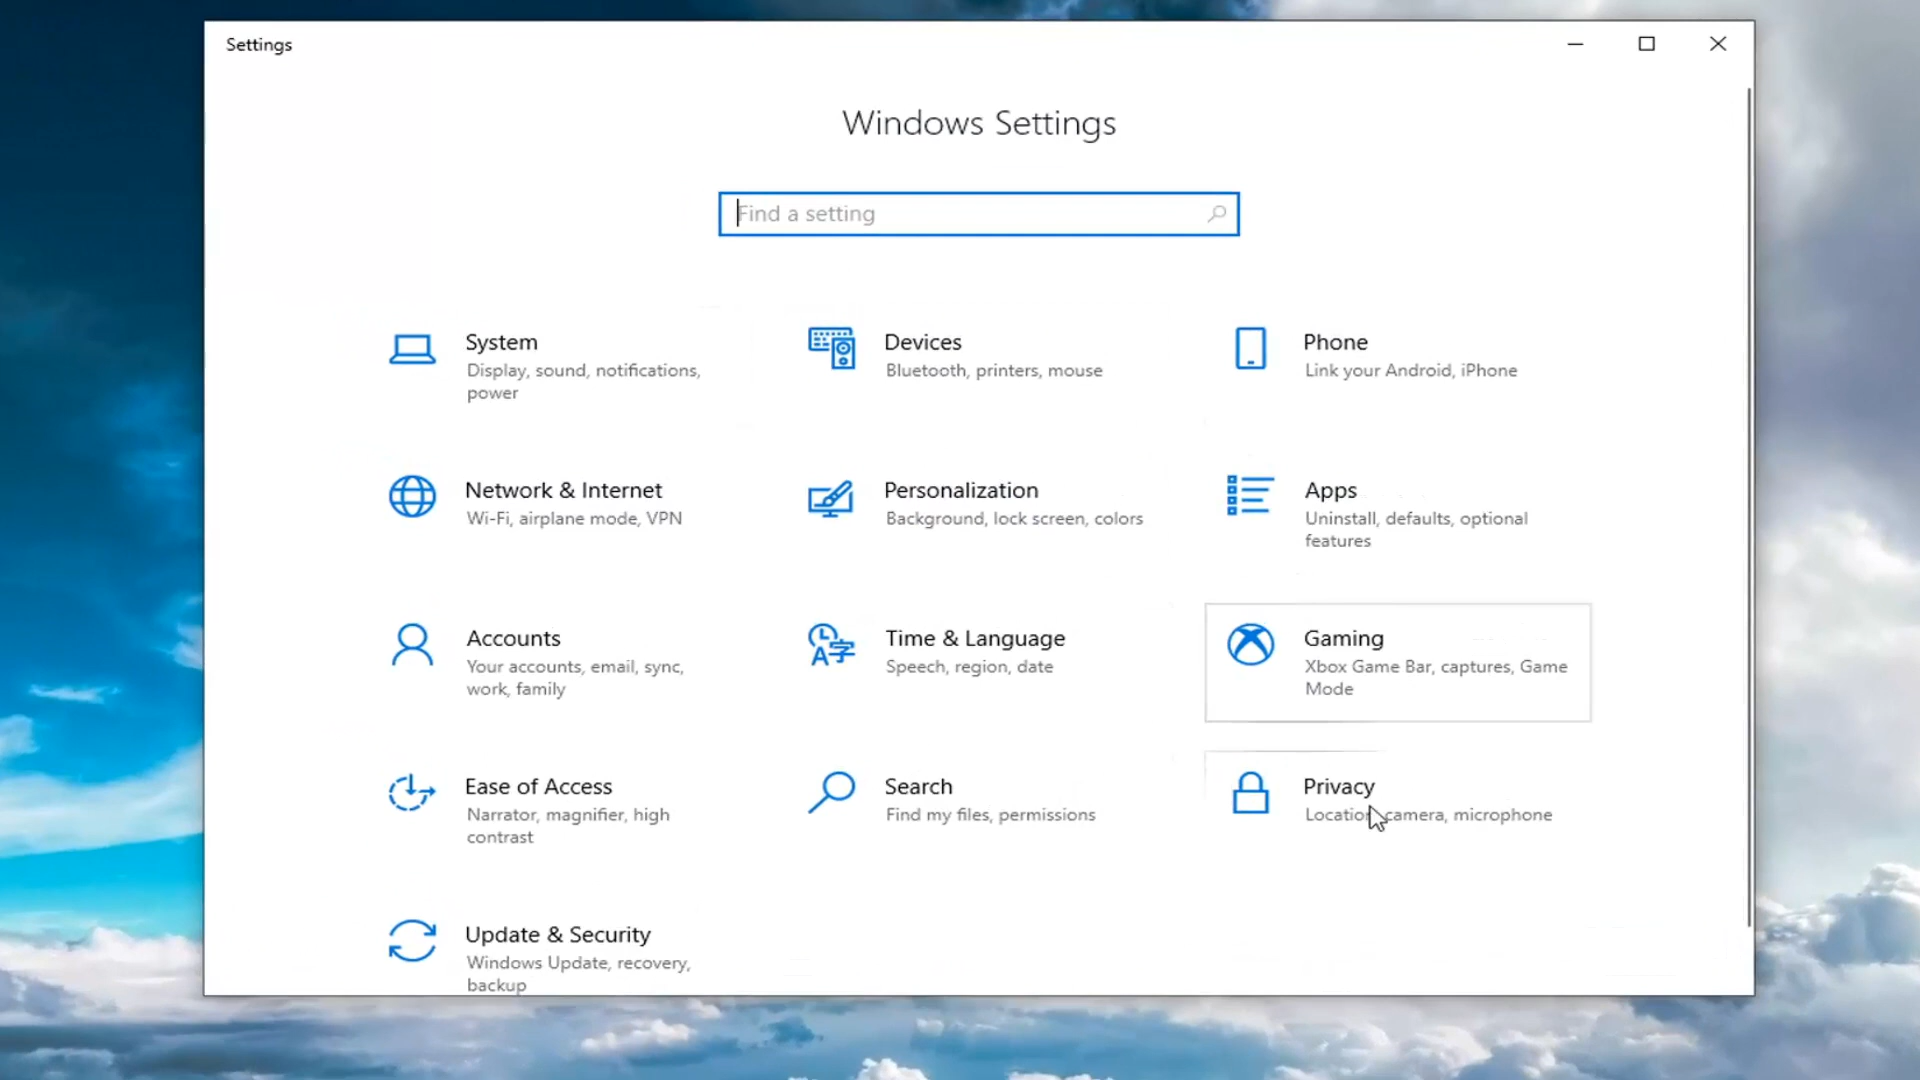 Settings
Windows Settings
Find a setting
System
Display, sound, notifications,
power
Devices
Bluetooth, printers, mouse
Phone
Link your Android, iPhone
Network & Internet
Wi-Fi, airplane mode, VPN
Personalization
Background, lock screen, colors
Apps
Uninstall, defaults, optional
features
Accounts
Your accounts, email, sync,
work, family
Time & Language
Speech, region, date
Gaming
Xbox Game Bar, captures, Game
Mode
Ease of Access
Narrator, magnifier, high
contrast
Search
Find my files, permissions
Privacy
Location, camera, microphone
Update & Security
Windows Update, recovery,
backup